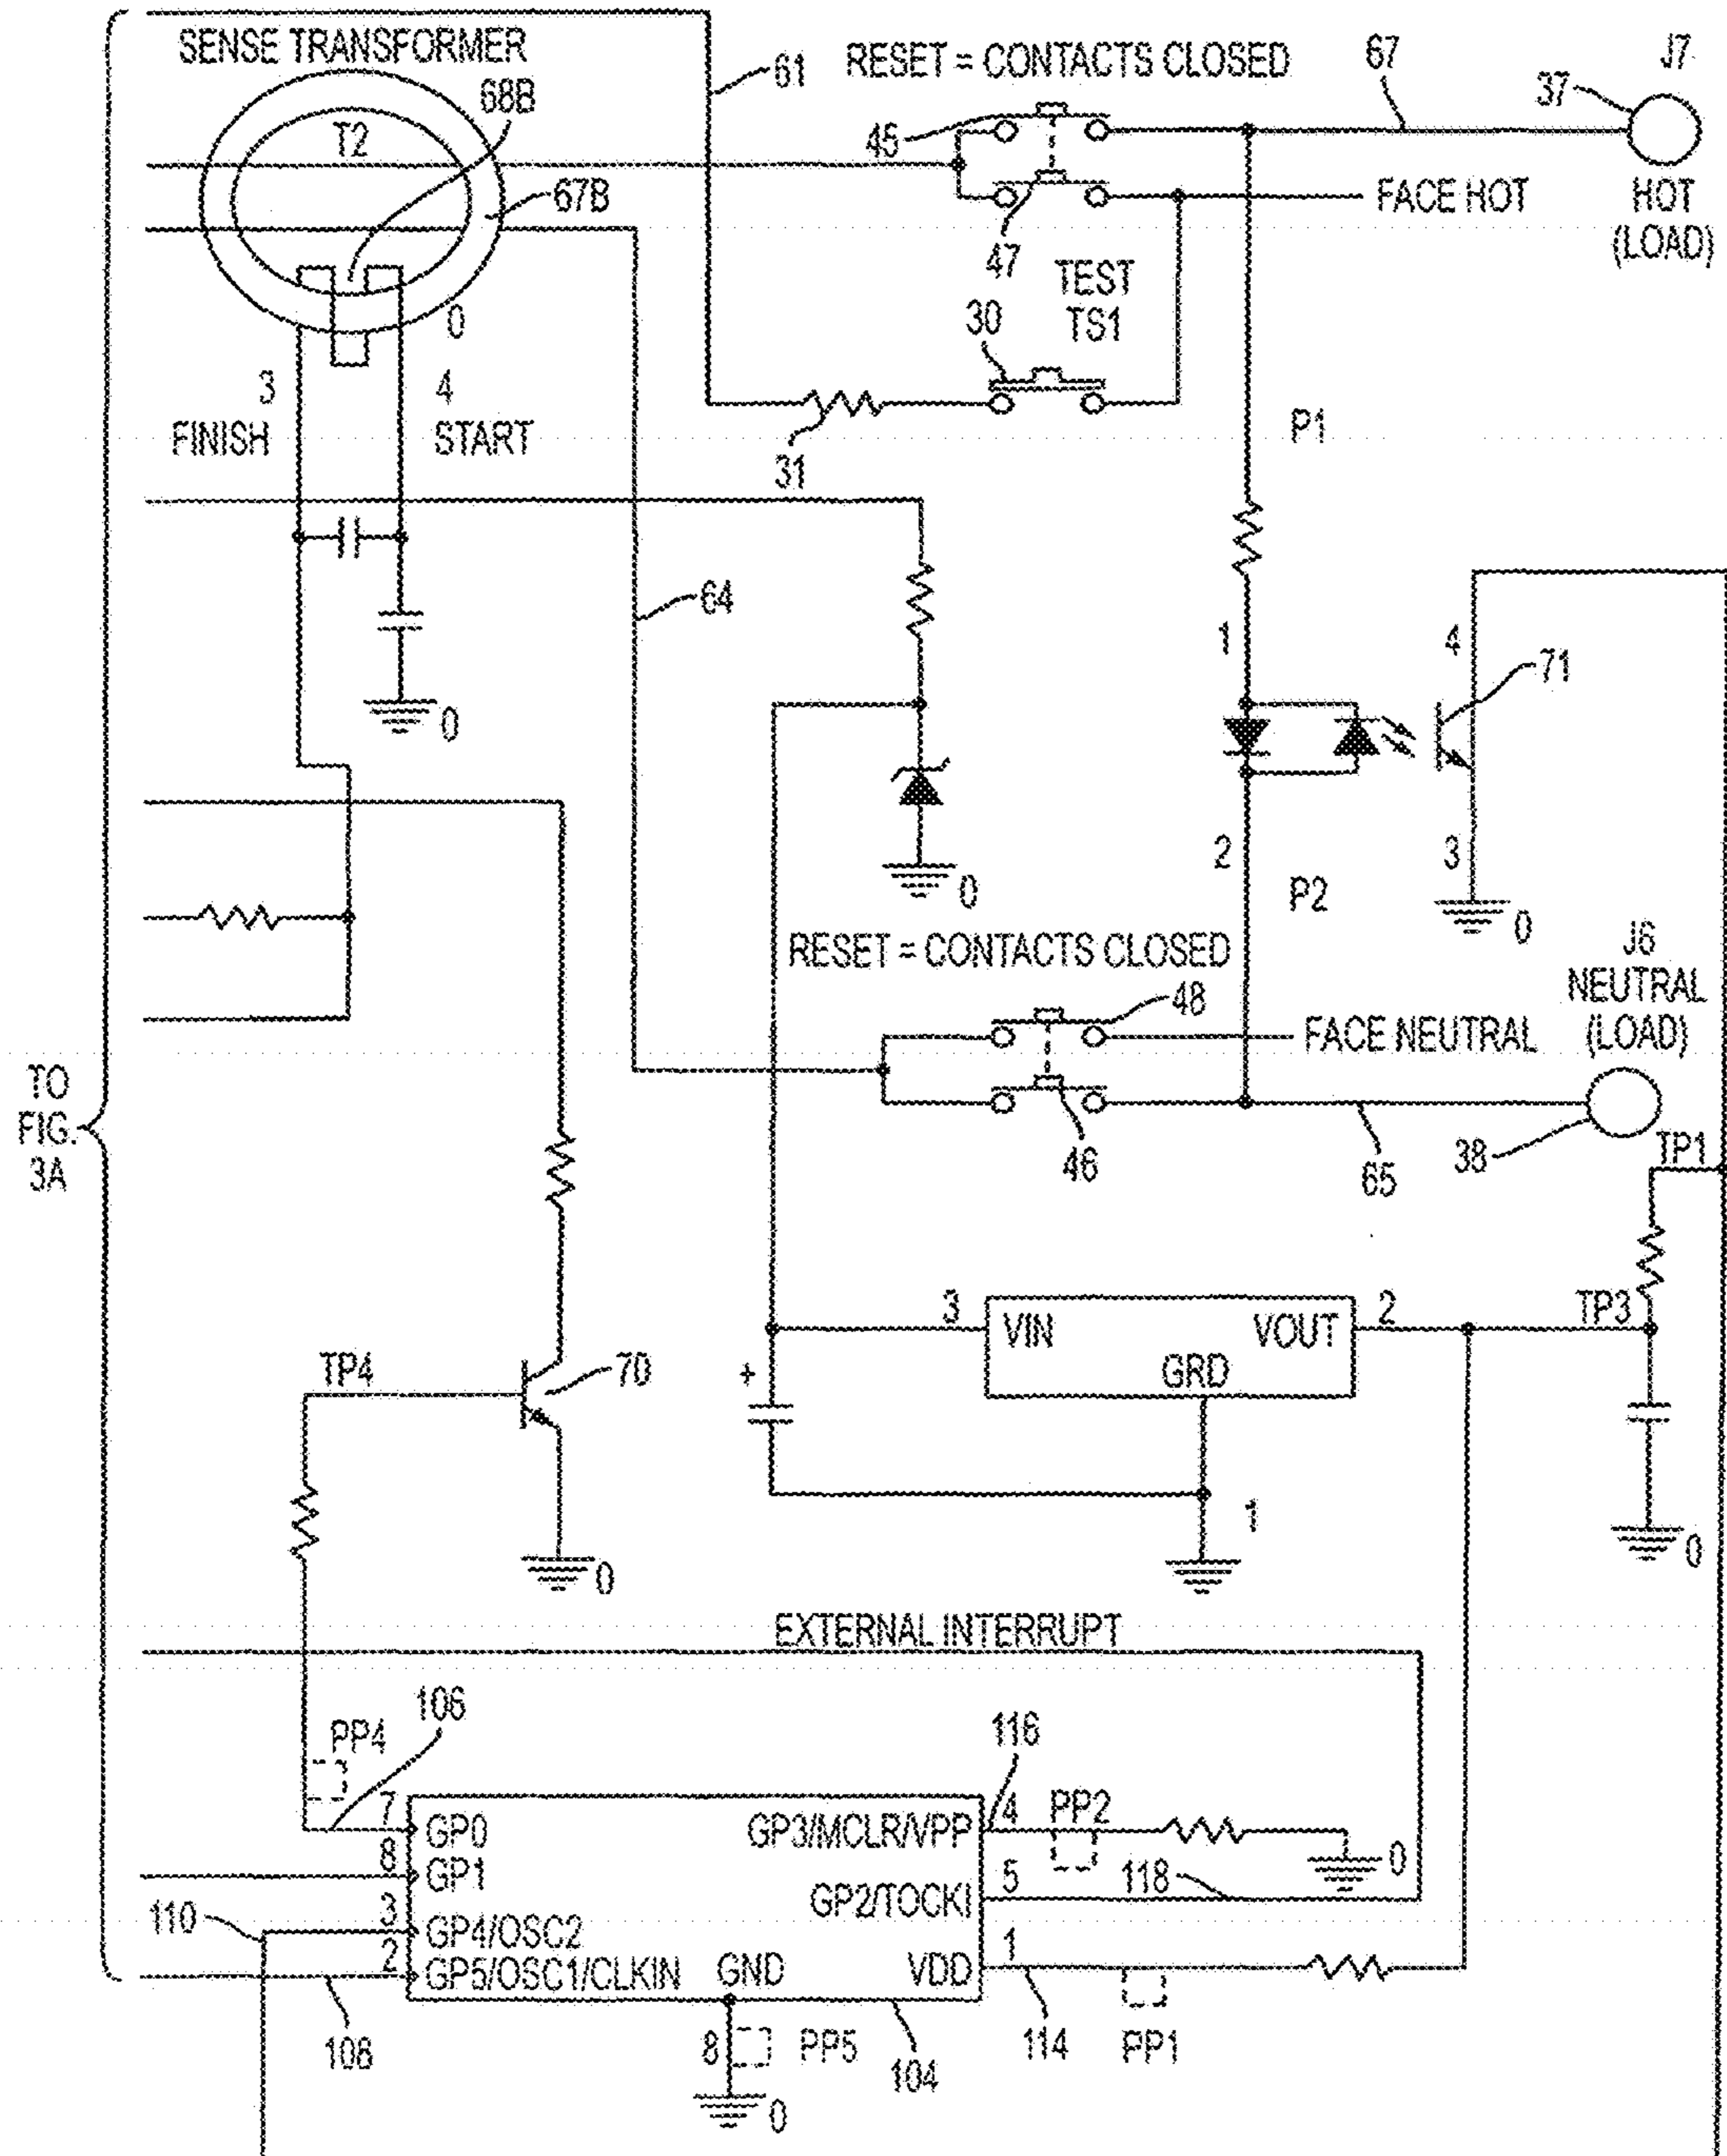 SENSE TRANSFORMER
68B
T2
67B
0
3
4
FINISH
START
61
RESET = CONTACTS CLOSED
67
J7
37
45
FACE HOT
HOT
(LOAD)
47
TEST
TS1
30
31
P1
64
0
1
4
71
2
3
0
P2
0
RESET = CONTACTS CLOSED
J6
NEUTRAL
(LOAD)
48
FACE NEUTRAL
46
65
38
TP1
TO
FIG.
3A
3
VIN
VOUT
GRD
2
TP3
+
TP4
70
1
0
0
EXTERNAL INTERRUPT
PP4
106
116
7
GP0
GP3/MCLR/VPP
4
PP2
0
8
GP1
5
118
GP2/TOCKI
110
3
GP4/OSC2
2
GP5/OSC1/CLKIN
GND
VDD
1
108
8
PP5
104
114
PP1
0